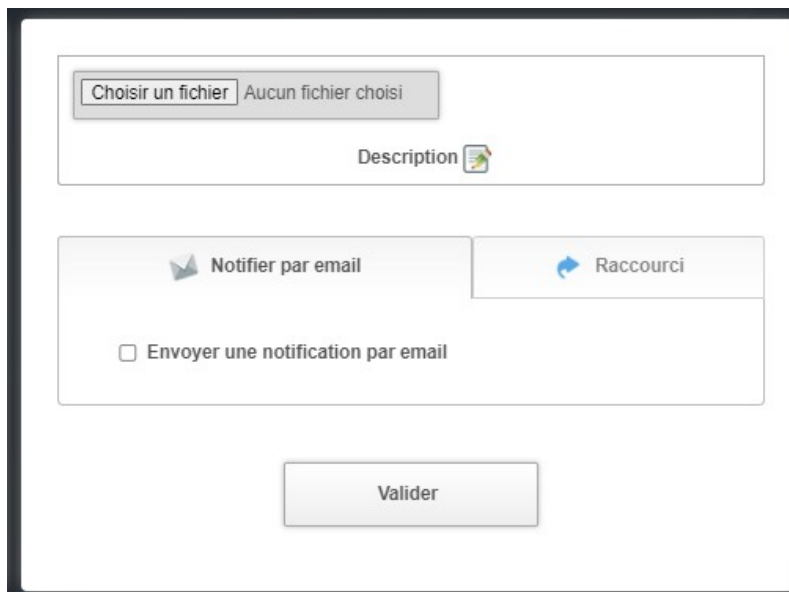 Choisir un fichier Aucun fichier choisi
Description
Notifier par email Raccourci
Envoyer une notification par email
Valider